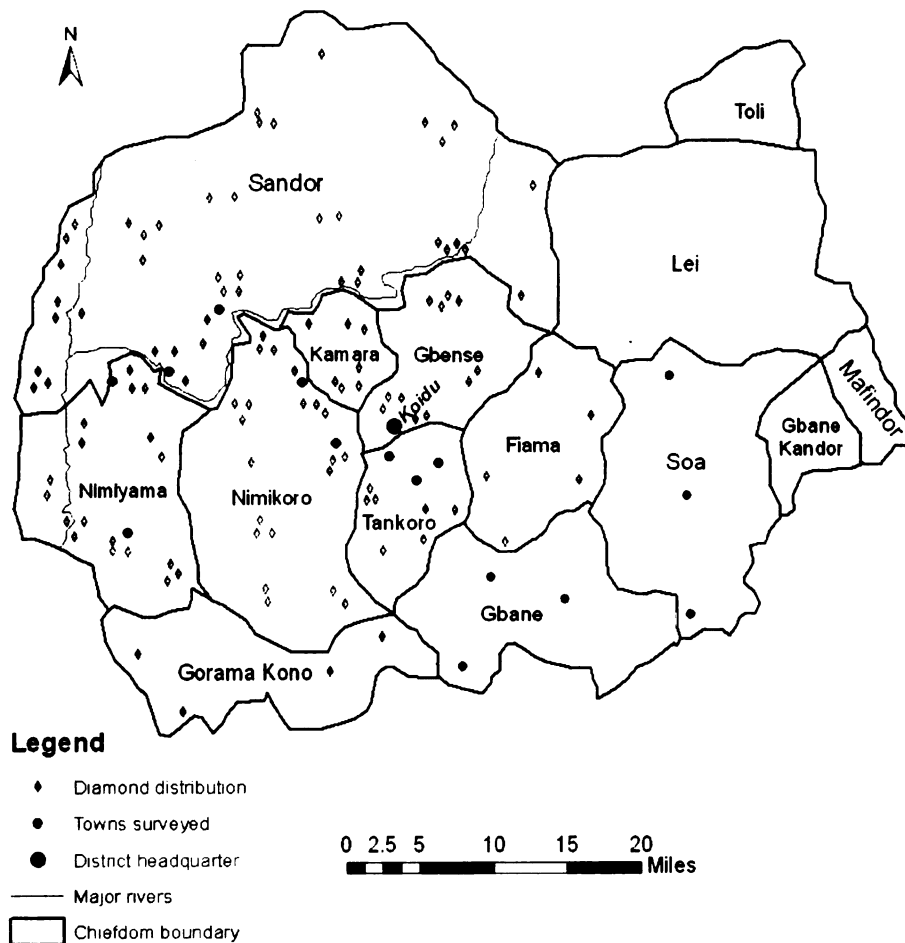 N
Toli
Sandor
Lei
Kamara
Gbense
Mafindor
Koidu
Gbane
Kandor
Fiama
Soa
Nimiyama
Nimikoro
Tankoro
Gbane
Gorama Kono
Legend
Diamond distribution
Towns surveyed
District headquarter
Major rivers
Chiefdom boundary
0 2.5 5 10 15 20
Miles